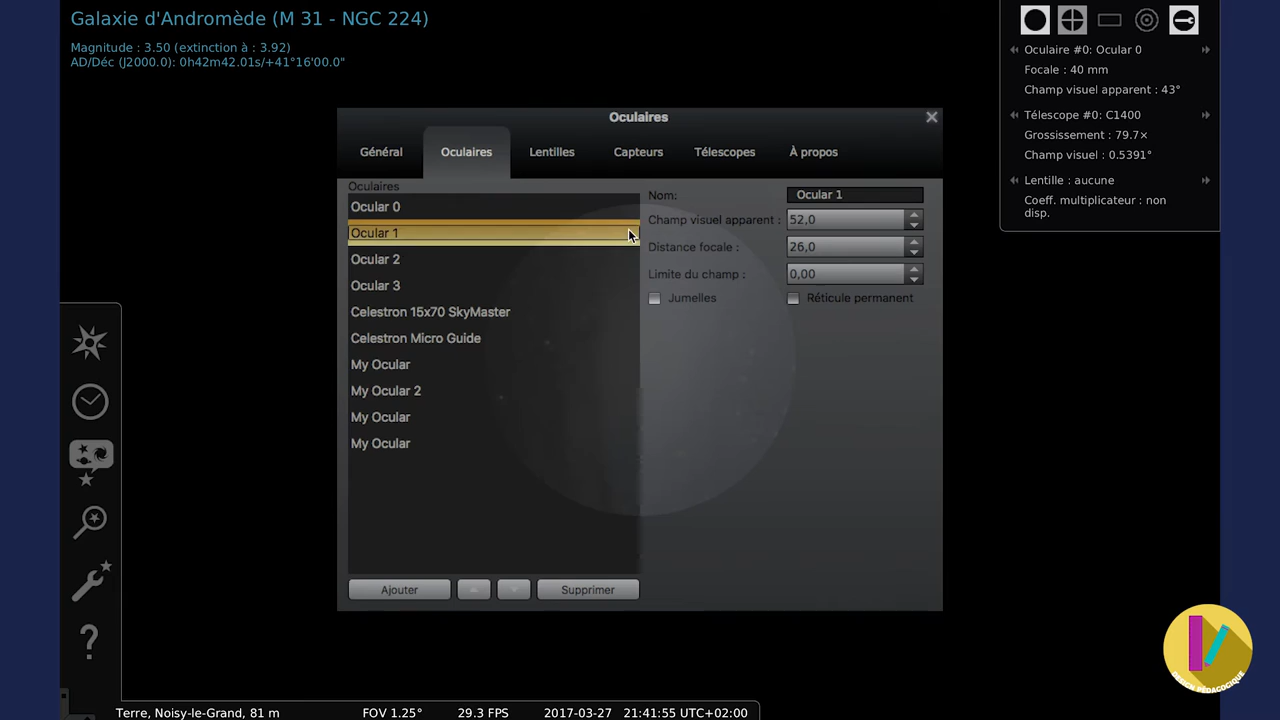 Galaxie d'Andromède (M 31 - NGC 224)
Magnitude : 3.50 (extinction à : 3.92)
AD/Déc (J2000.0): 0h42m42.01s/+41°16'00.0"
Oculaire #0: Ocular 0
Focale : 40 mm
Champ visuel apparent : 43°
Télescope #0: C1400
Grossissement : 79.7×
Champ visuel : 0.5391°
Lentille : aucune
Coeff. multiplicateur : non
disp.
Oculaires
Général
Oculaires
Lentilles
Capteurs
Télescopes
À propos
Oculaires
Ocular 0
Ocular 1
Ocular 2
Ocular 3
Celestron 15x70 SkyMaster
Celestron Micro Guide
My Ocular
My Ocular 2
My Ocular
My Ocular
Nom: Ocular 1
Champ visuel apparent : 52,0
Distance focale : 26,0
Limite du champ : 0,00
Jumelles
Réticule permanent
Ajouter
Supprimer
DESIGN PÉDAGOGIQUE
Terre, Noisy-le-Grand, 81 m
FOV 1.25°
29.3 FPS
2017-03-27
21:41:55 UTC+02:00